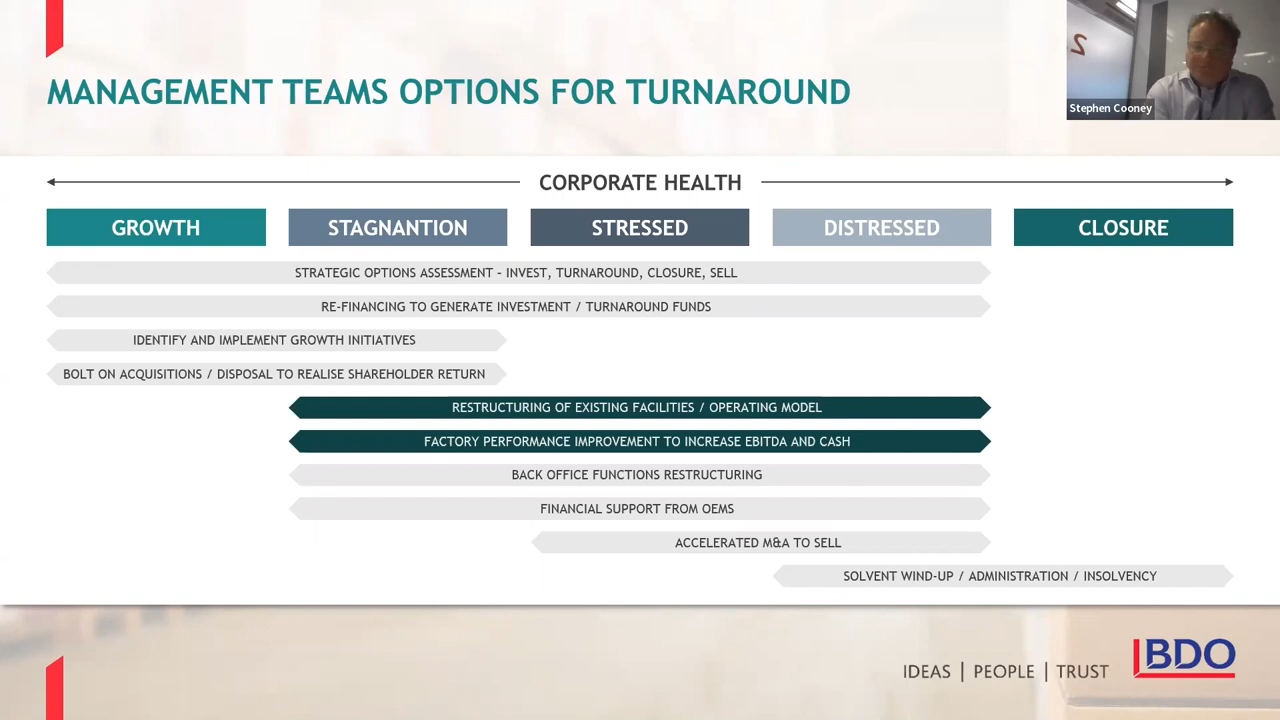 MANAGEMENT TEAMS OPTIONS FOR TURNAROUND
Stephen Cooney
CORPORATE HEALTH
GROWTH
STAGNANTION
STRESSED
DISTRESSED
CLOSURE
STRATEGIC OPTIONS ASSESSMENT - INVEST, TURNAROUND, CLOSURE, SELL
RE-FINANCING TO GENERATE INVESTMENT / TURNAROUND FUNDS
IDENTIFY AND IMPLEMENT GROWTH INITIATIVES
BOLT ON ACQUISITIONS / DISPOSAL TO REALISE SHAREHOLDER RETURN
RESTRUCTURING OF EXISTING FACILITIES / OPERATING MODEL
FACTORY PERFORMANCE IMPROVEMENT TO INCREASE EBITDA AND CASH
BACK OFFICE FUNCTIONS RESTRUCTURING
FINANCIAL SUPPORT FROM OEMS
ACCELERATED M&A TO SELL
SOLVENT WIND-UP / ADMINISTRATION / INSOLVENCY
IDEAS | PEOPLE | TRUST
BDO